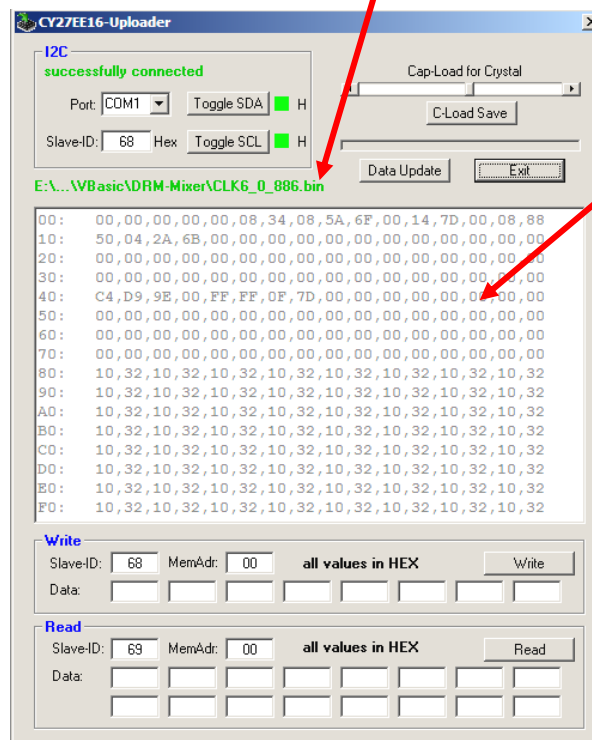 CY27EE16-Uploader
I2C
successfully connected
Port: COM1 Toggle SDA H
Slave-ID: 68 Hex Toggle SCL H
Cap-Load for Crystal
C-Load Save
Data Update Exit
E:\...\VBasic\DRM-Mixer\CLK6_0_886.bin
00: 00,00,00,00,00,08,34,08,5A,6F,00,14,7D,00,08,88
10: 50,04,2A,6B,00,00,00,00,00,00,00,00,00,00,00,00
20: 00,00,00,00,00,00,00,00,00,00,00,00,00,00,00,00
30: 00,00,00,00,00,00,00,00,00,00,00,00,00,00,00,00
40: C4,D9,9E,00,FF,FF,0F,7D,00,00,00,00,00,00,00,00
50: 00,00,00,00,00,00,00,00,00,00,00,00,00,00,00,00
60: 00,00,00,00,00,00,00,00,00,00,00,00,00,00,00,00
70: 00,00,00,00,00,00,00,00,00,00,00,00,00,00,00,00
80: 10,32,10,32,10,32,10,32,10,32,10,32,10,32,10,32
90: 10,32,10,32,10,32,10,32,10,32,10,32,10,32,10,32
A0: 10,32,10,32,10,32,10,32,10,32,10,32,10,32,10,32
B0: 10,32,10,32,10,32,10,32,10,32,10,32,10,32,10,32
C0: 10,32,10,32,10,32,10,32,10,32,10,32,10,32,10,32
D0: 10,32,10,32,10,32,10,32,10,32,10,32,10,32,10,32
E0: 10,32,10,32,10,32,10,32,10,32,10,32,10,32,10,32
F0: 10,32,10,32,10,32,10,32,10,32,10,32,10,32,10,32
Write
Slave-ID: 68 MemAdr: 00 all values in HEX Write
Data:
Read
Slave-ID: 69 MemAdr: 00 all values in HEX Read
Data: